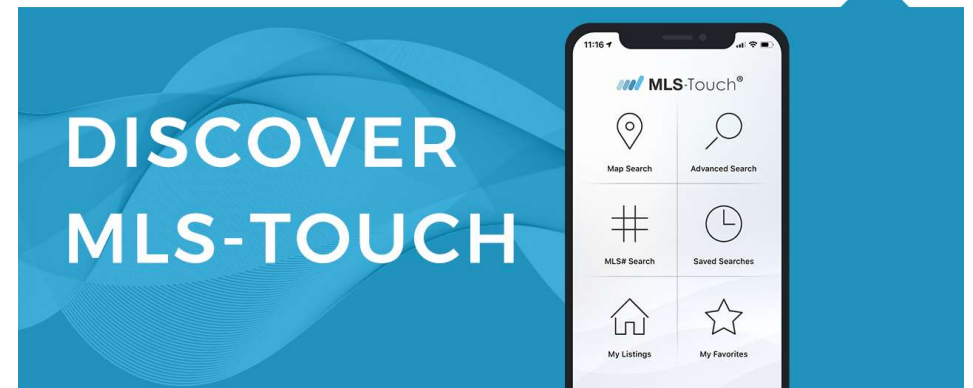 DISCOVER
MLS-TOUCH
11:16
MLS-Touch®
Map Search
Advanced Search
MLS# Search
Saved Searches
My Listings
My Favorites